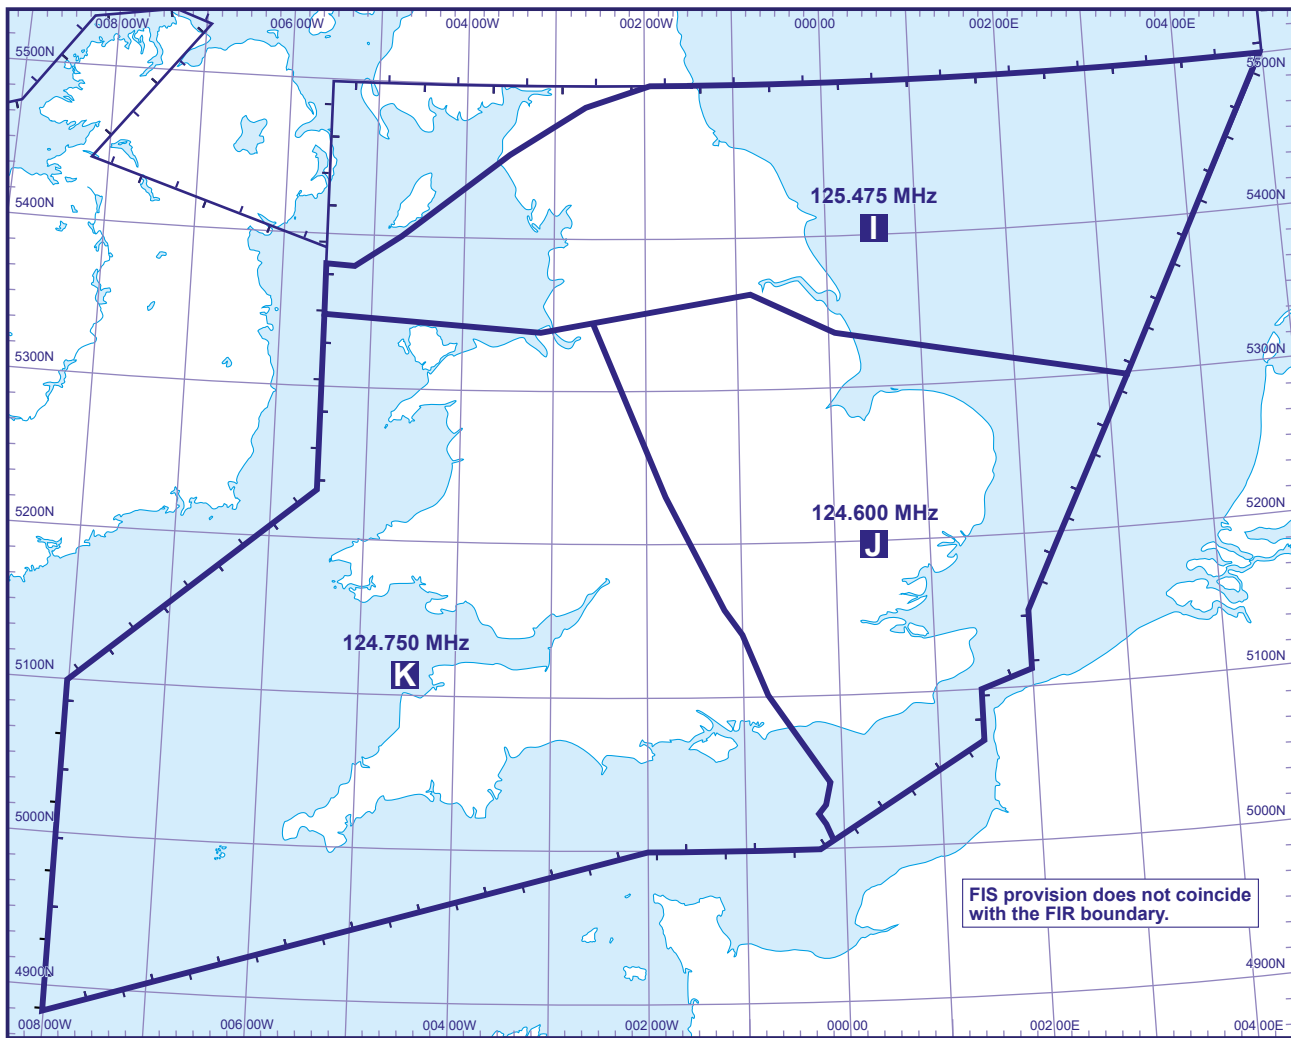 008 00W 006 00W 004 00W 002 00W 000 00 002 00E 004 00E
5500N 5500N
5400N 5400N
125.475 MHz
I
5300N 5300N
5200N 5200N
124.600 MHz
J
124.750 MHz
K
5100N 5100N
5000N 5000N
FIS provision does not coincide
with the FIR boundary.
4900N 4900N
008 00W 006 00W 004 00W 002 00W 000 00 002 00E 004 00E